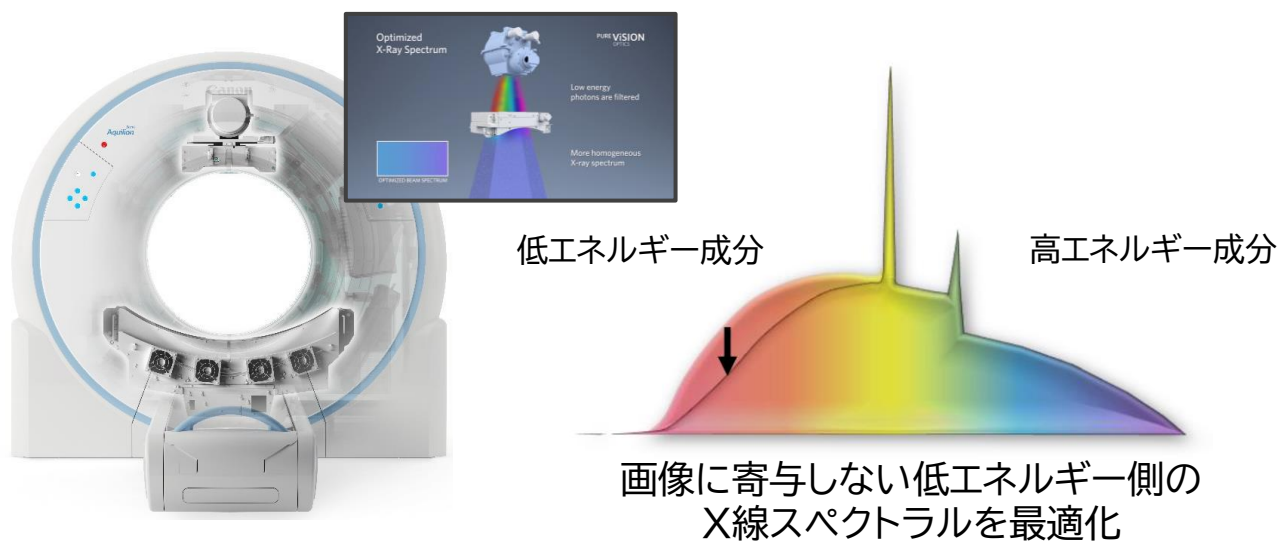 Optimized
X-Ray Spectrum
PURE ViSION
OPTICS
Low energy
photons are filtered
More homogeneous
X-ray spectrum
OPTIMIZED BEAM SPECTRUM
Canon
Aquilion
低エネルギー成分
高エネルギー成分
画像に寄与しない低エネルギー側の
X線スペクトラルを最適化